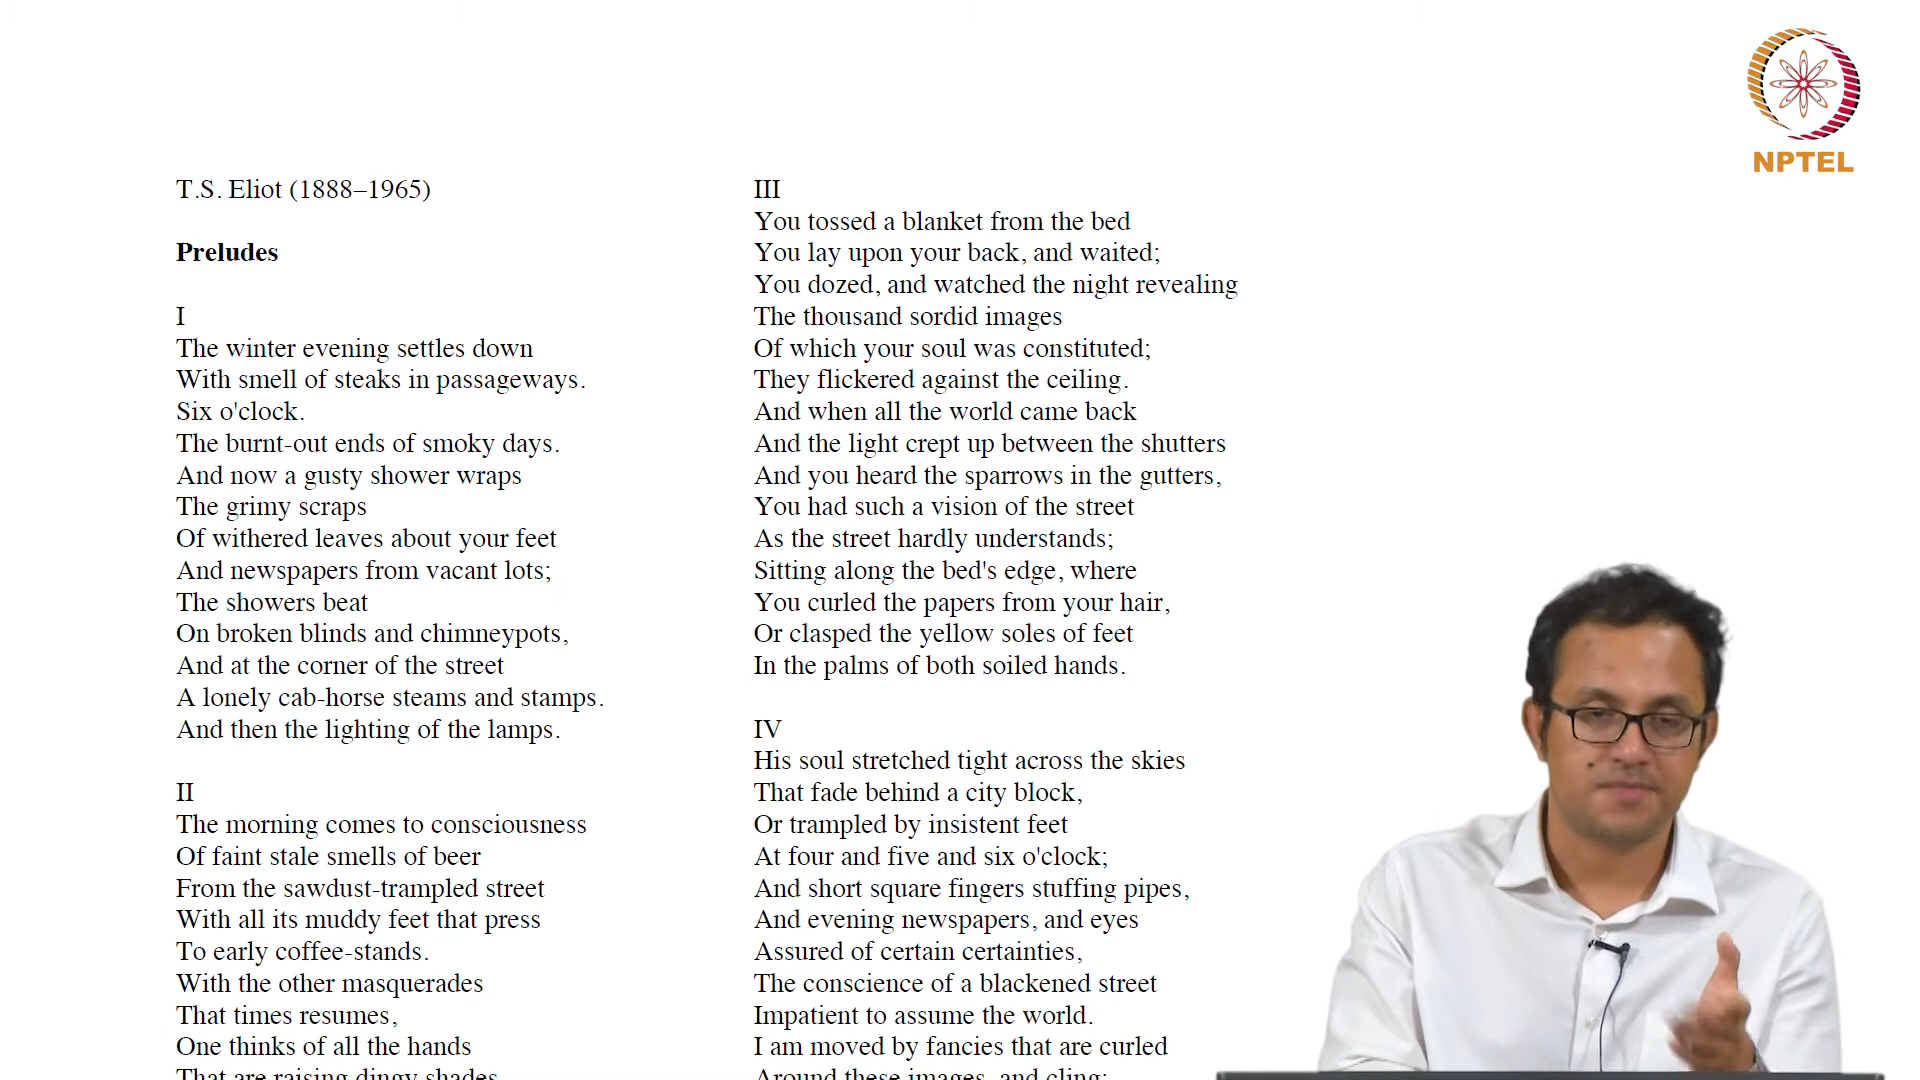 NPTEL
T.S. Eliot (1888–1965)
Preludes
I
The winter evening settles down
With smell of steaks in passageways.
Six o'clock.
The burnt-out ends of smoky days.
And now a gusty shower wraps
The grimy scraps
Of withered leaves about your feet
And newspapers from vacant lots;
The showers beat
On broken blinds and chimneypots,
And at the corner of the street
A lonely cab-horse steams and stamps.
And then the lighting of the lamps.
II
The morning comes to consciousness
Of faint stale smells of beer
From the sawdust-trampled street
With all its muddy feet that press
To early coffee-stands.
With the other masquerades
That times resumes,
One thinks of all the hands
That are raising dingy shades
III
You tossed a blanket from the bed
You lay upon your back, and waited;
You dozed, and watched the night revealing
The thousand sordid images
Of which your soul was constituted;
They flickered against the ceiling.
And when all the world came back
And the light crept up between the shutters
And you heard the sparrows in the gutters,
You had such a vision of the street
As the street hardly understands;
Sitting along the bed's edge, where
You curled the papers from your hair,
Or clasped the yellow soles of feet
In the palms of both soiled hands.
IV
His soul stretched tight across the skies
That fade behind a city block,
Or trampled by insistent feet
At four and five and six o'clock;
And short square fingers stuffing pipes,
And evening newspapers, and eyes
Assured of certain certainties,
The conscience of a blackened street
Impatient to assume the world.
I am moved by fancies that are curled
Around these images, and cling: